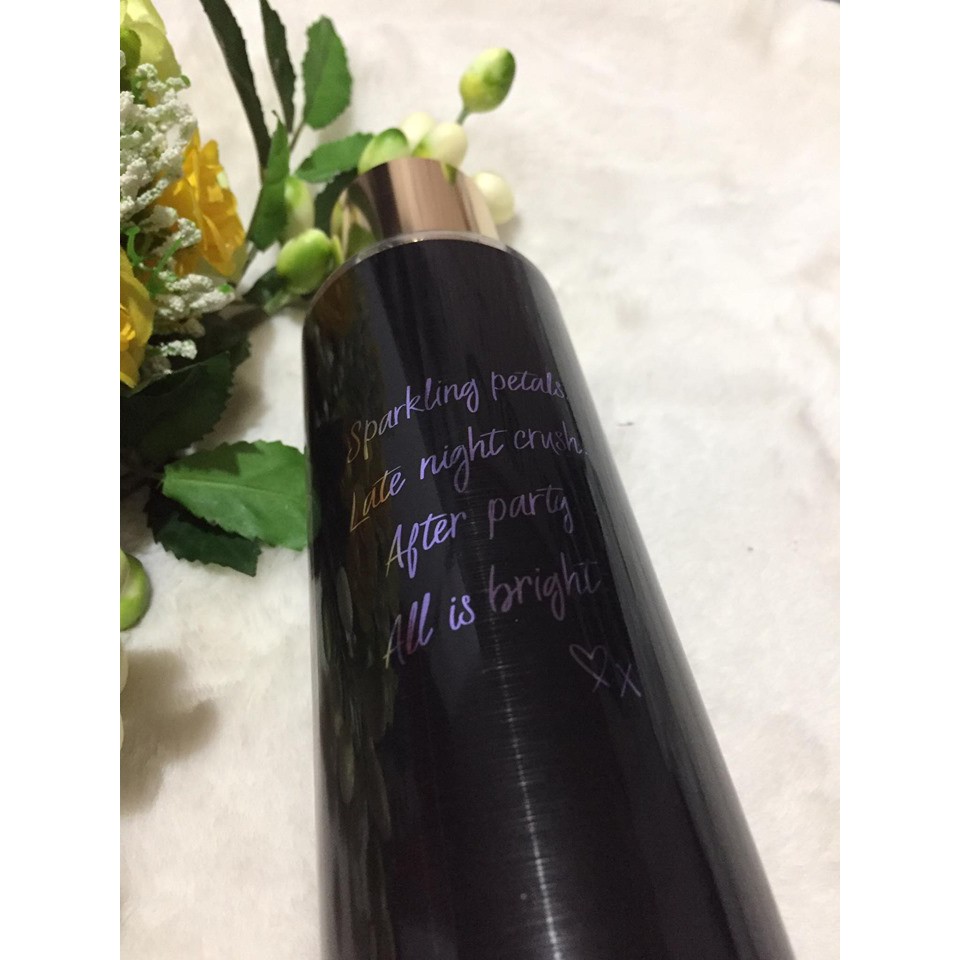 Sparkling petals.
Late night crush.
After party
All is bright
♡X